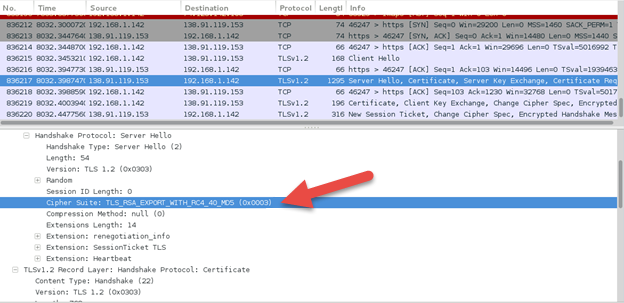 No. Time Source Destination Protocol Length Info
836212 8032.300072 192.168.1.142 138.91.119.153 TCP 74 46247 > https [SYN] Seq=0 Win=29200 Len=0 MSS=1460 SACK_PERM=1
836213 8032.344764 138.91.119.153 192.168.1.142 TCP 74 https > 46247 [SYN, ACK] Seq=0 Ack=1 Win=14480 Len=0 MSS=1440 S
836214 8032.344780 192.168.1.142 138.91.119.153 TCP 66 46247 > https [ACK] Seq=1 Ack=1 Win=29696 Len=0 TSval=5016992 T
836215 8032.345321 192.168.1.142 138.91.119.153 TLSv1.2 168 Client Hello
836216 8032.394773 138.91.119.153 192.168.1.142 TCP 66 https > 46247 [ACK] Seq=1 Ack=103 Win=14496 Len=0 TSval=1939463
836217 8032.398747 138.91.119.153 192.168.1.142 TLSv1.2 1295 Server Hello, Certificate, Server Key Exchange, Certificate Req
836218 8032.398859 192.168.1.142 138.91.119.153 TCP 66 46247 > https [ACK] Seq=103 Ack=1230 Win=32768 Len=0 TSval=5017
836219 8032.400394 192.168.1.142 138.91.119.153 TLSv1.2 196 Certificate, Client Key Exchange, Change Cipher Spec, Encrypted
836220 8032.447756 138.91.119.153 192.168.1.142 TLSv1.2 316 New Session Ticket, Change Cipher Spec, Encrypted Handshake Mes
Handshake Protocol: Server Hello
Handshake Type: Server Hello (2)
Length: 54
Version: TLS 1.2 (0x0303)
Random
Session ID Length: 0
Cipher Suite: TLS_RSA_EXPORT_WITH_RC4_40_MD5 (0x0003)
Compression Method: null (0)
Extensions Length: 14
Extension: renegotiation_info
Extension: SessionTicket TLS
Extension: Heartbeat
TLSv1.2 Record Layer: Handshake Protocol: Certificate
Content Type: Handshake (22)
Version: TLS 1.2 (0x0303)